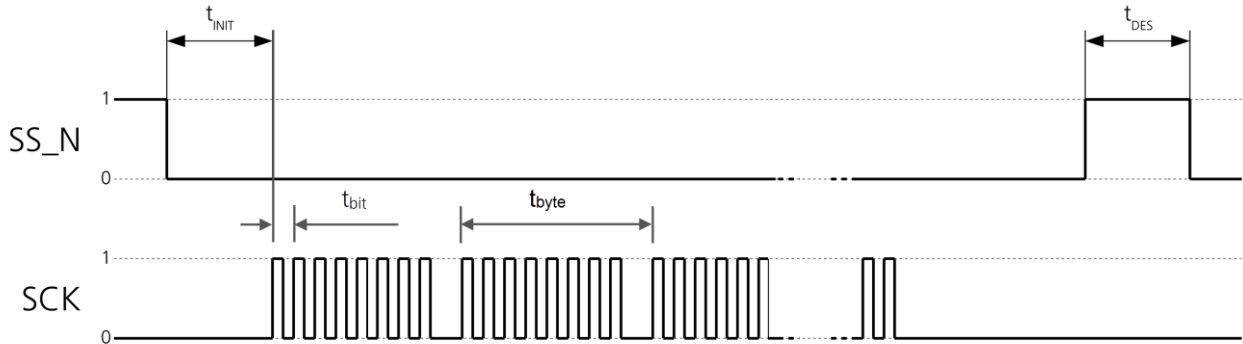 tINIT
tDES
1
SS_N
0
tbit
tbyte
1
SCK
0